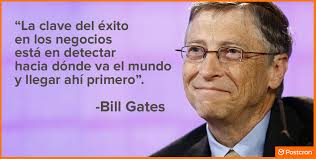 “La clave del éxito
en los negocios
está en detectar
hacia dónde va el mundo
y llegar ahí primero”.
-Bill Gates
Postcron